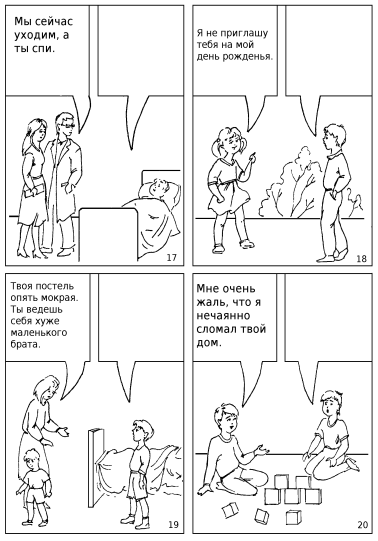 Мы сейчас
уходим, а
ты спи.
17
Я не приглашу
тебя на мой
день рожденья.
18
Твоя постель
опять мокрая.
Ты ведешь
себя хуже
маленького
брата.
19
Мне очень
жаль, что я
нечаянно
сломал твой
дом.
20